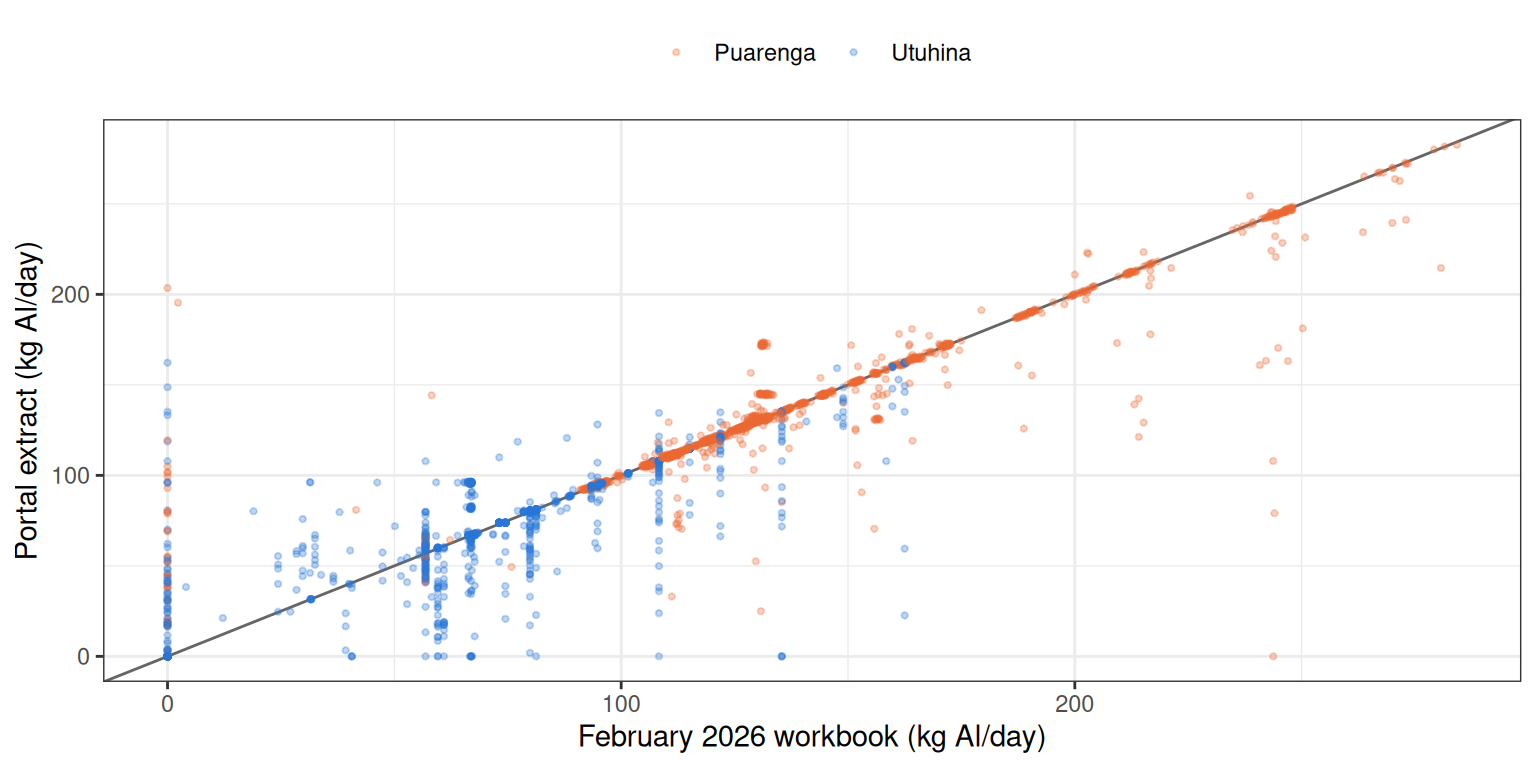 Puarenga Utuhina
Portal extract (kg Al/day)
200
100
0
0 100 200
February 2026 workbook (kg Al/day)